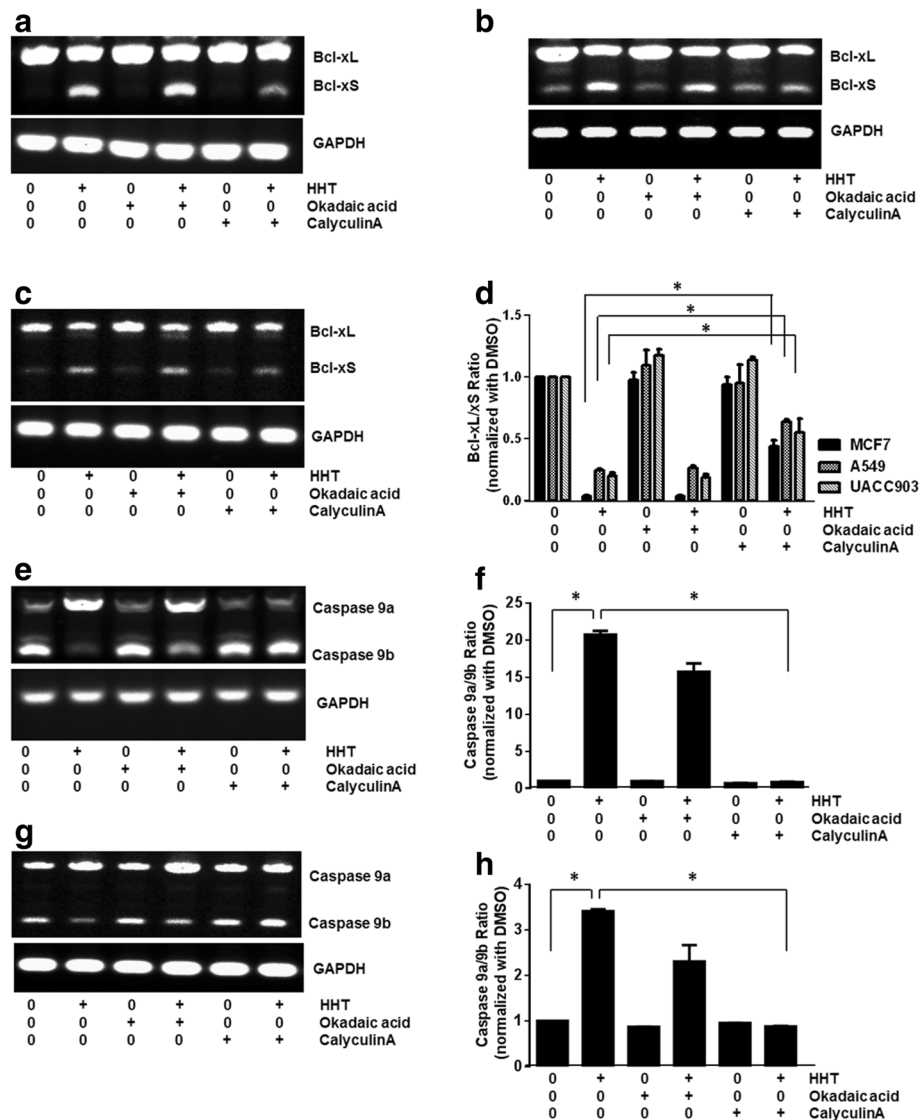 a
Bcl-xL
Bcl-xS
GAPDH
0 + 0 + 0 + HHT
0 0 + + 0 0 Okadaic acid
0 0 0 0 + + CalyculinA
b
Bcl-xL
Bcl-xS
GAPDH
0 + 0 + 0 + HHT
0 0 + + 0 0 Okadaic acid
0 0 0 0 + + CalyculinA
c
Bcl-xL
Bcl-xS
GAPDH
0 + 0 + 0 + HHT
0 0 + + 0 0 Okadaic acid
0 0 0 0 + + CalyculinA
d
Bcl-xL/xS Ratio
(normalized with DMSO)
1.5
1.0
0.5
0.0
*
*
*
MCF7
A549
UACC903
0 + 0 + 0 + HHT
0 0 + + 0 0 Okadaic acid
0 0 0 0 + + CalyculinA
e
Caspase 9a
Caspase 9b
GAPDH
0 + 0 + 0 + HHT
0 0 + + 0 0 Okadaic acid
0 0 0 0 + + CalyculinA
f
Caspase 9a/9b Ratio
(normalized with DMSO)
25
20
15
10
5
0
* *
0 + 0 + 0 + HHT
0 0 + + 0 0 Okadaic acid
0 0 0 0 + + CalyculinA
g
Caspase 9a
Caspase 9b
GAPDH
0 + 0 + 0 + HHT
0 0 + + 0 0 Okadaic acid
0 0 0 0 + + CalyculinA
h
Caspase 9a/9b Ratio
(normalized with DMSO)
4
3
2
1
0
* *
0 + 0 + 0 + HHT
0 0 + + 0 0 Okadaic acid
0 0 0 0 + + CalyculinA